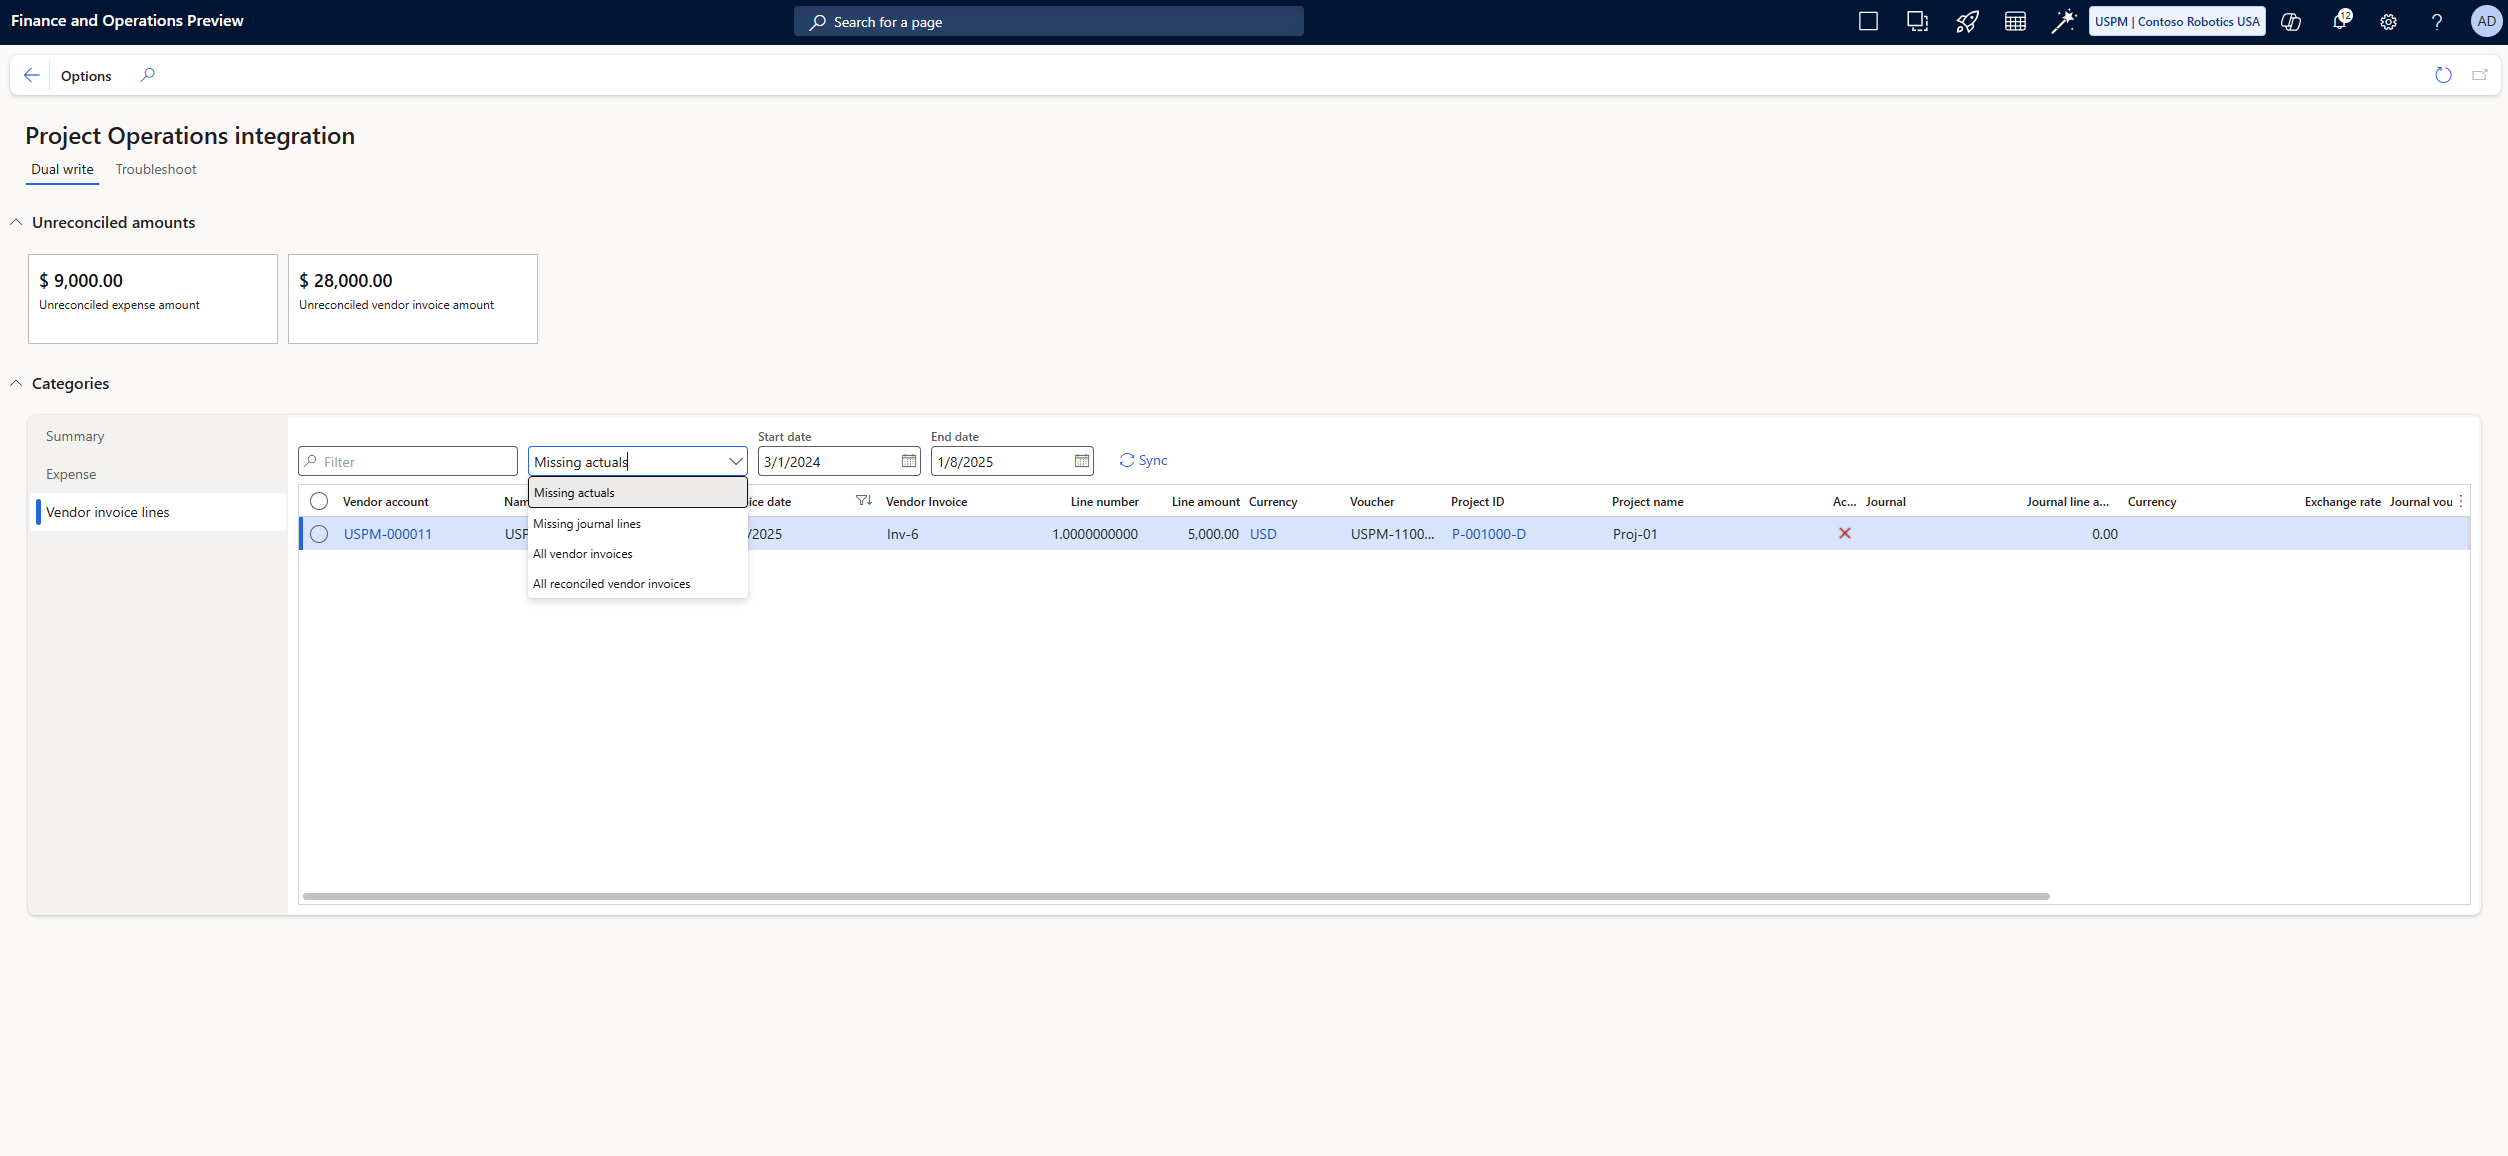 Finance and Operations Preview
Search for a page
USPM | Contoso Robotics USA
12
AD
Options
Project Operations integration
Dual write
Troubleshoot
Unreconciled amounts
$ 9,000.00
Unreconciled expense amount
$ 28,000.00
Unreconciled vendor invoice amount
Categories
Summary
Expense
Vendor invoice lines
Start date
End date
Filter
Missing actuals
3/1/2024
1/8/2025
Sync
Missing actuals
Missing journal lines
All vendor invoices
All reconciled vendor invoices
Vendor account
Nam
ice date
Vendor Invoice
Line number
Line amount
Currency
Voucher
Project ID
Project name
Ac...
Journal
Journal line a...
Currency
Exchange rate
Journal vou
USPM-000011
USP
/2025
Inv-6
1.0000000000
5,000.00
USD
USPM-1100...
P-001000-D
Proj-01
0.00